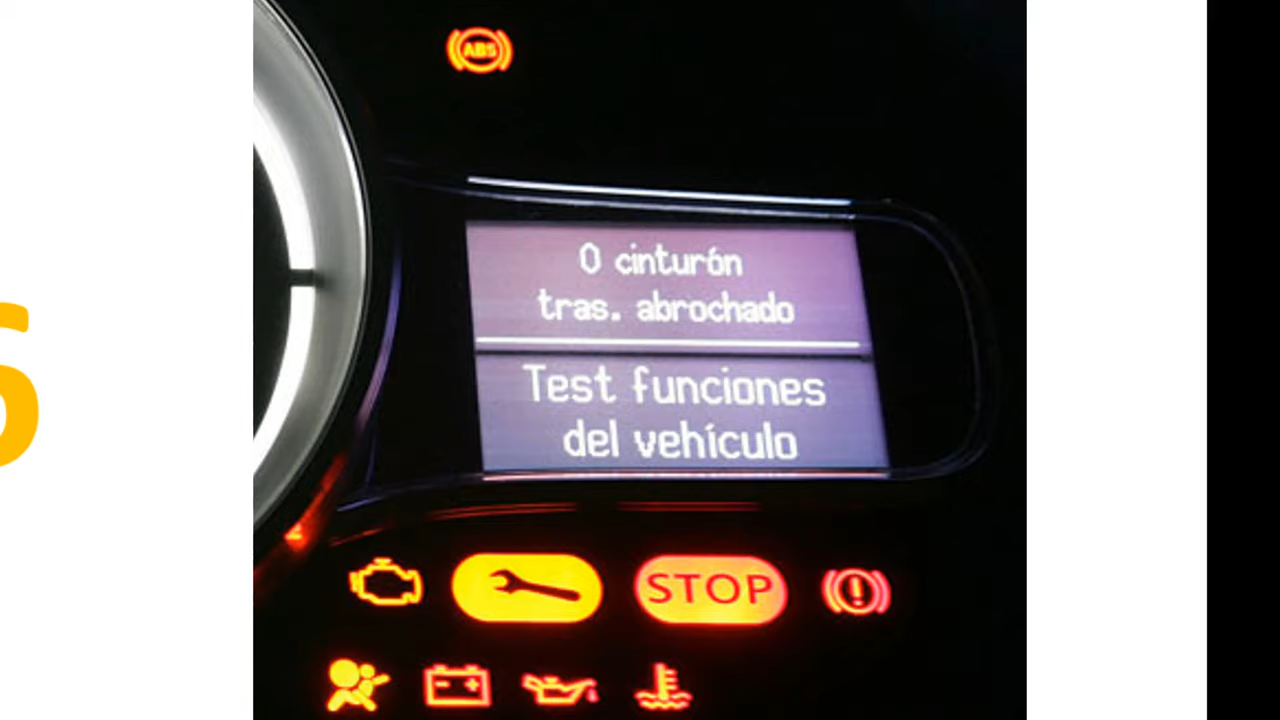 ABS
0 cinturón
tras. abrochado
Test funciones
del vehículo
STOP